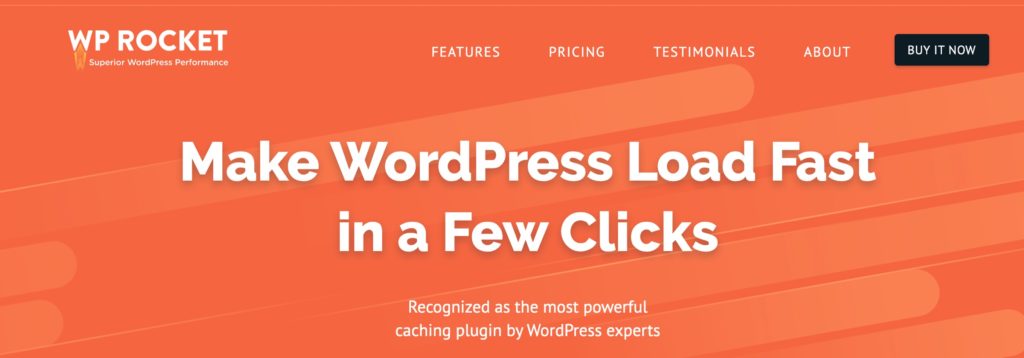 WP ROCKET
Superior WordPress Performance
FEATURES
PRICING
TESTIMONIALS
ABOUT
BUY IT NOW
Make WordPress Load Fast
in a Few Clicks
Recognized as the most powerful
caching plugin by WordPress experts